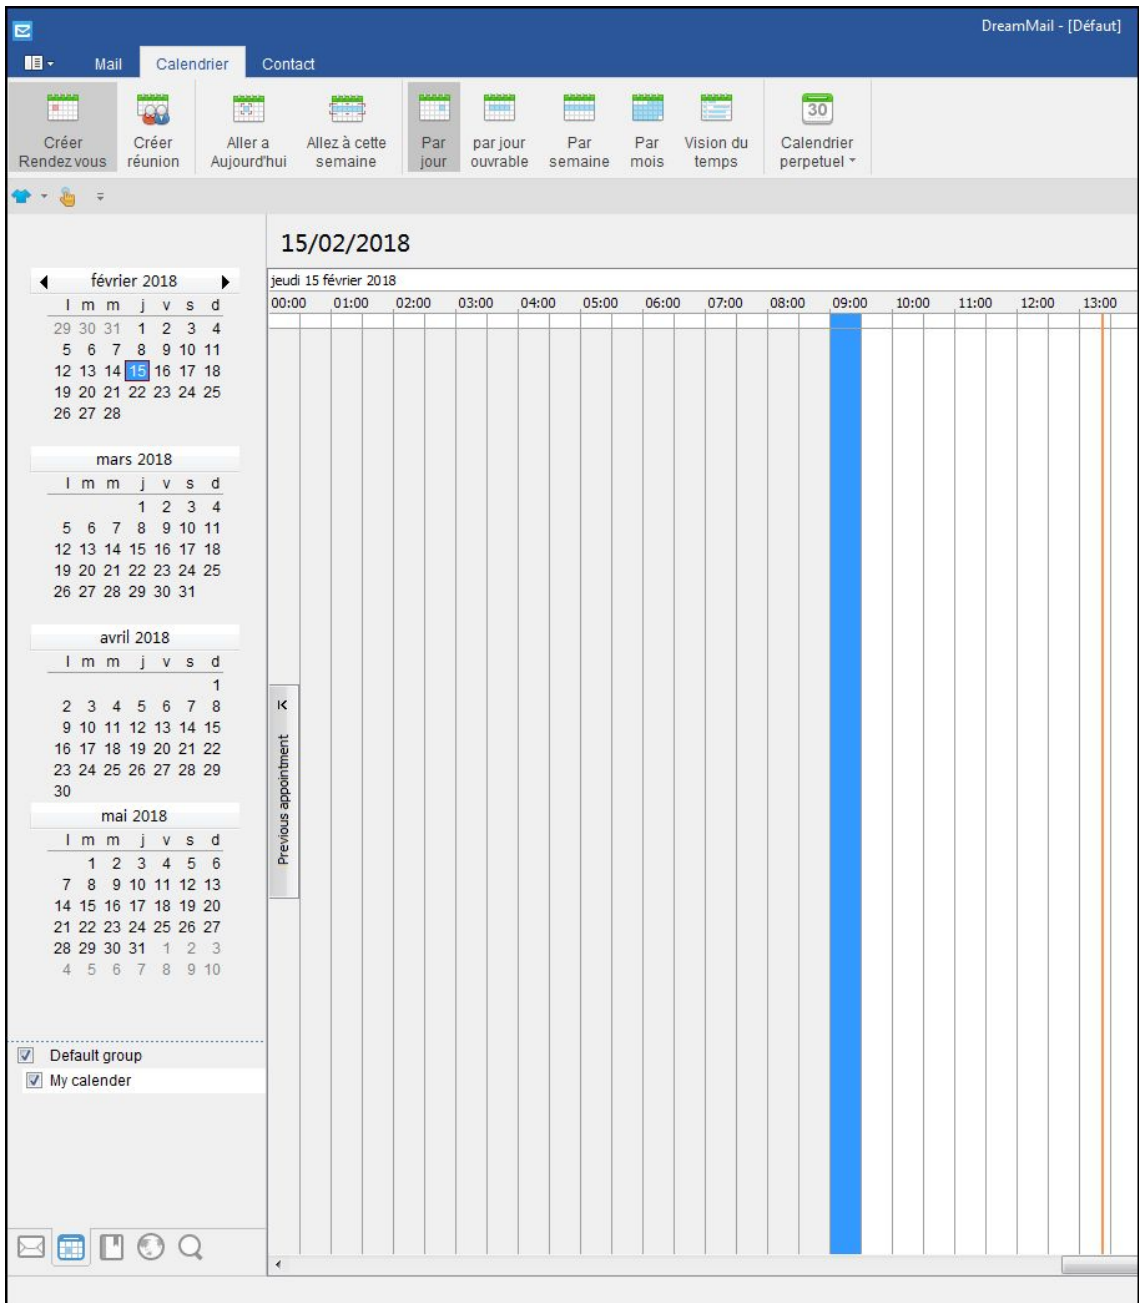 DreamMail - [Défaut]
Mail Calendrier Contact
Créer Rendez vous
Créer réunion
Aller a Aujourd'hui
Allez à cette semaine
Par jour
par jour ouvrable
Par semaine
Par mois
Vision du temps
30
Calendrier perpetuel
15/02/2018
février 2018
l m m j v s d
29 30 31 1 2 3 4
5 6 7 8 9 10 11
12 13 14 15 16 17 18
19 20 21 22 23 24 25
26 27 28
mars 2018
l m m j v s d
1 2 3 4
5 6 7 8 9 10 11
12 13 14 15 16 17 18
19 20 21 22 23 24 25
26 27 28 29 30 31
avril 2018
l m m j v s d
1
2 3 4 5 6 7 8
9 10 11 12 13 14 15
16 17 18 19 20 21 22
23 24 25 26 27 28 29
30
mai 2018
l m m j v s d
1 2 3 4 5 6
7 8 9 10 11 12 13
14 15 16 17 18 19 20
21 22 23 24 25 26 27
28 29 30 31 1 2 3
4 5 6 7 8 9 10
Default group
My calender
jeudi 15 février 2018
00:00 01:00 02:00 03:00 04:00 05:00 06:00 07:00 08:00 09:00 10:00 11:00 12:00 13:00
Previous appointment